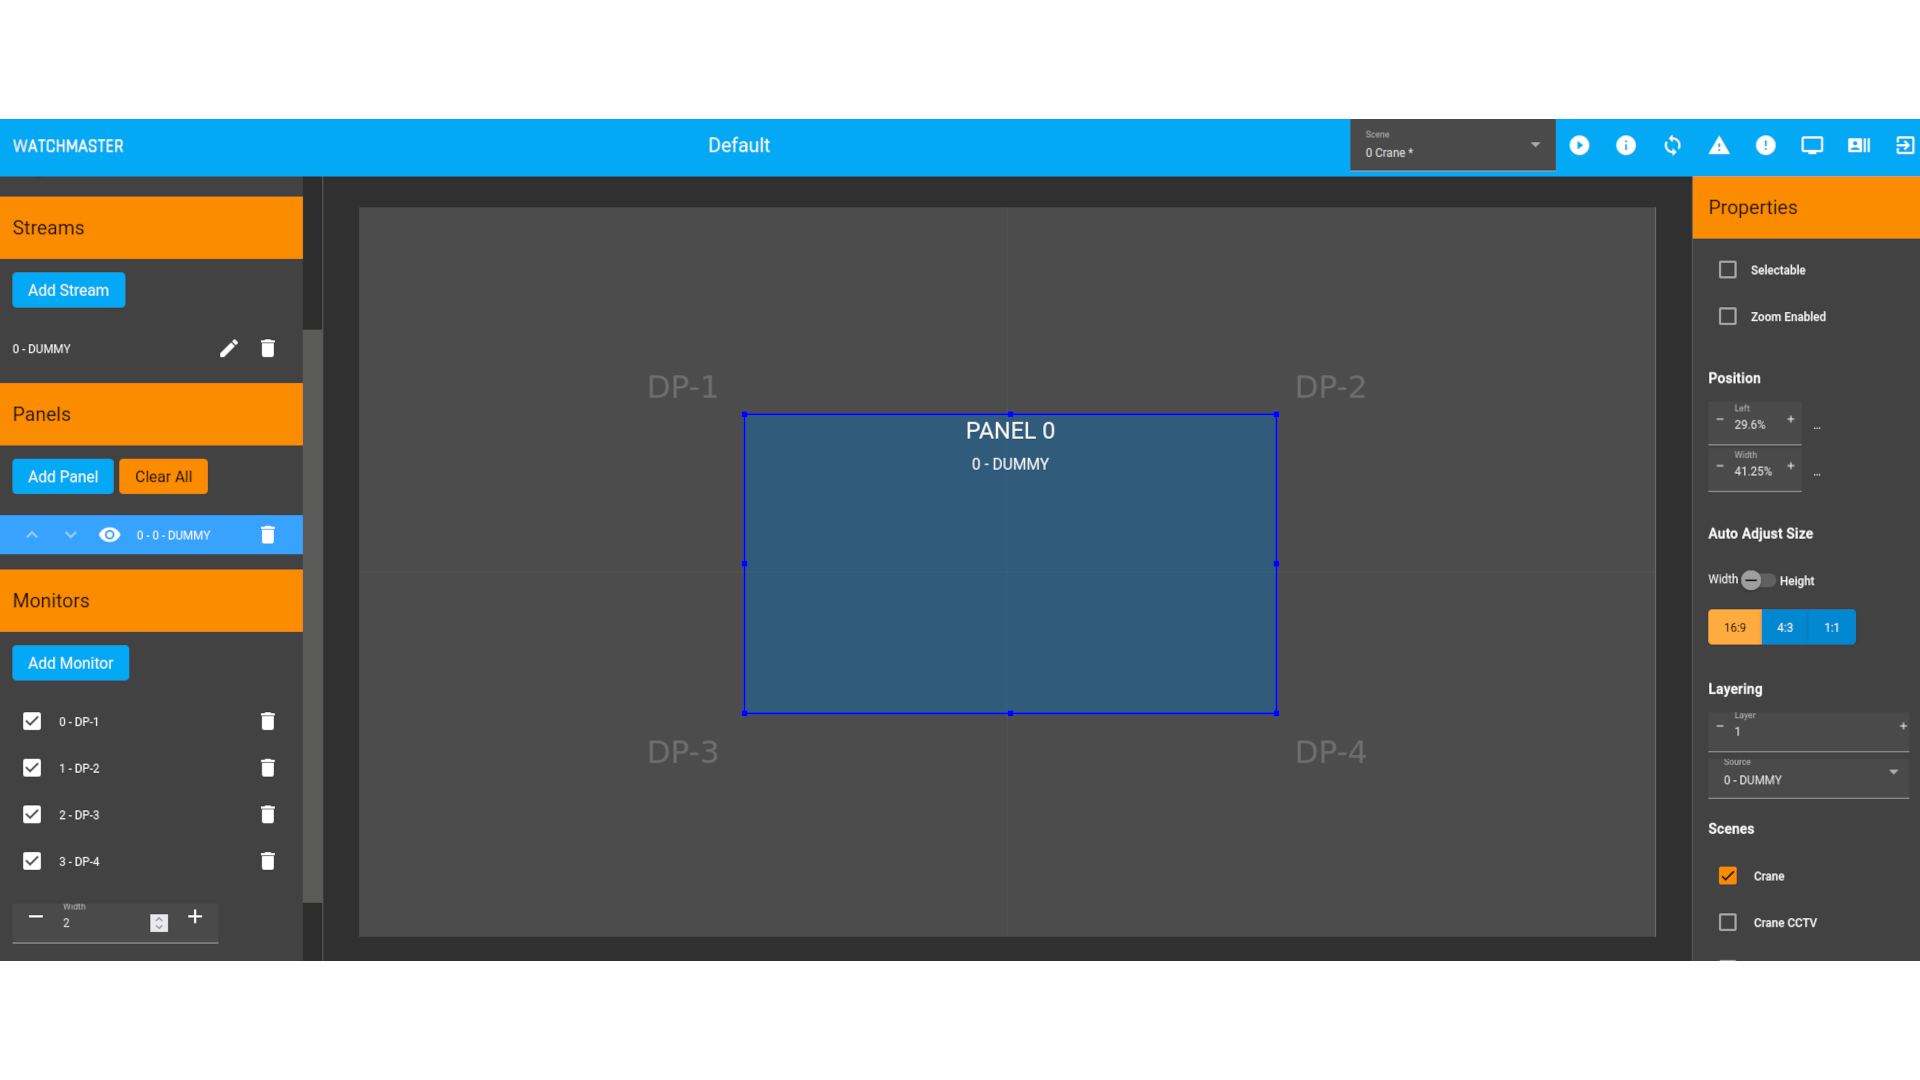 WATCHMASTER
Default
Scene
0 Crane *
Streams
Add Stream
0 - DUMMY
Panels
Add Panel
Clear All
0 - 0 - DUMMY
Monitors
Add Monitor
0 - DP-1
1 - DP-2
2 - DP-3
3 - DP-4
Width
2
DP-1
DP-2
PANEL 0
0 - DUMMY
DP-3
DP-4
Properties
Selectable
Zoom Enabled
Position
Left
29.6%
...
Width
41.25%
...
Auto Adjust Size
Width Height
16:9 4:3 1:1
Layering
Layer
1
Source
0 - DUMMY
Scenes
Crane
Crane CCTV